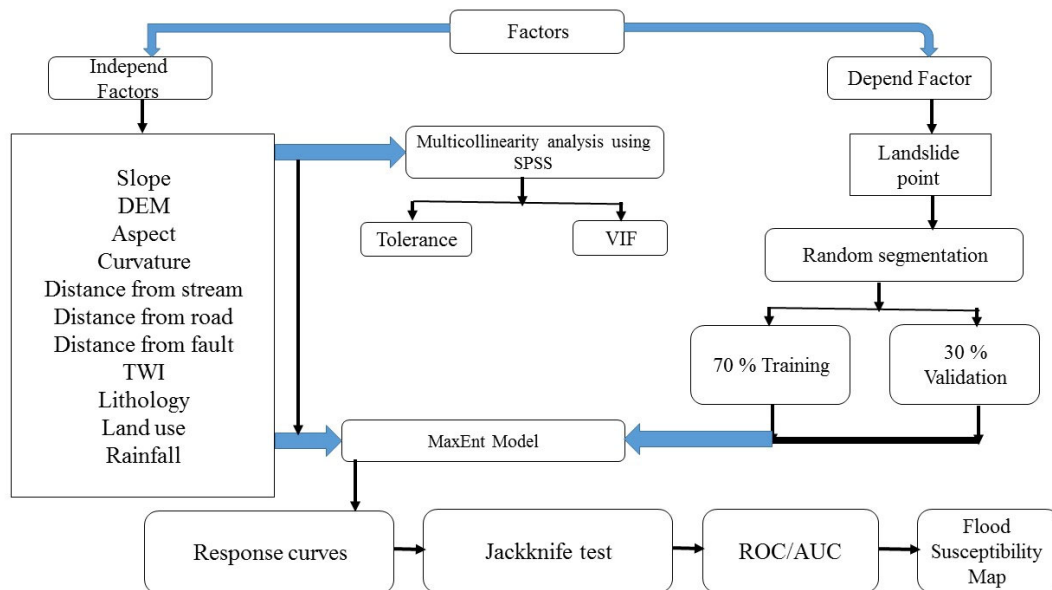 Factors
Independ
Factors
Depend Factor
Slope
DEM
Aspect
Curvature
Distance from stream
Distance from road
Distance from fault
TWI
Lithology
Land use
Rainfall
Multicollinearity analysis using
SPSS
Tolerance
VIF
Landslide
point
Random segmentation
70 % Training
30 %
Validation
MaxEnt Model
Response curves
Jackknife test
ROC/AUC
Flood
Susceptibility
Map